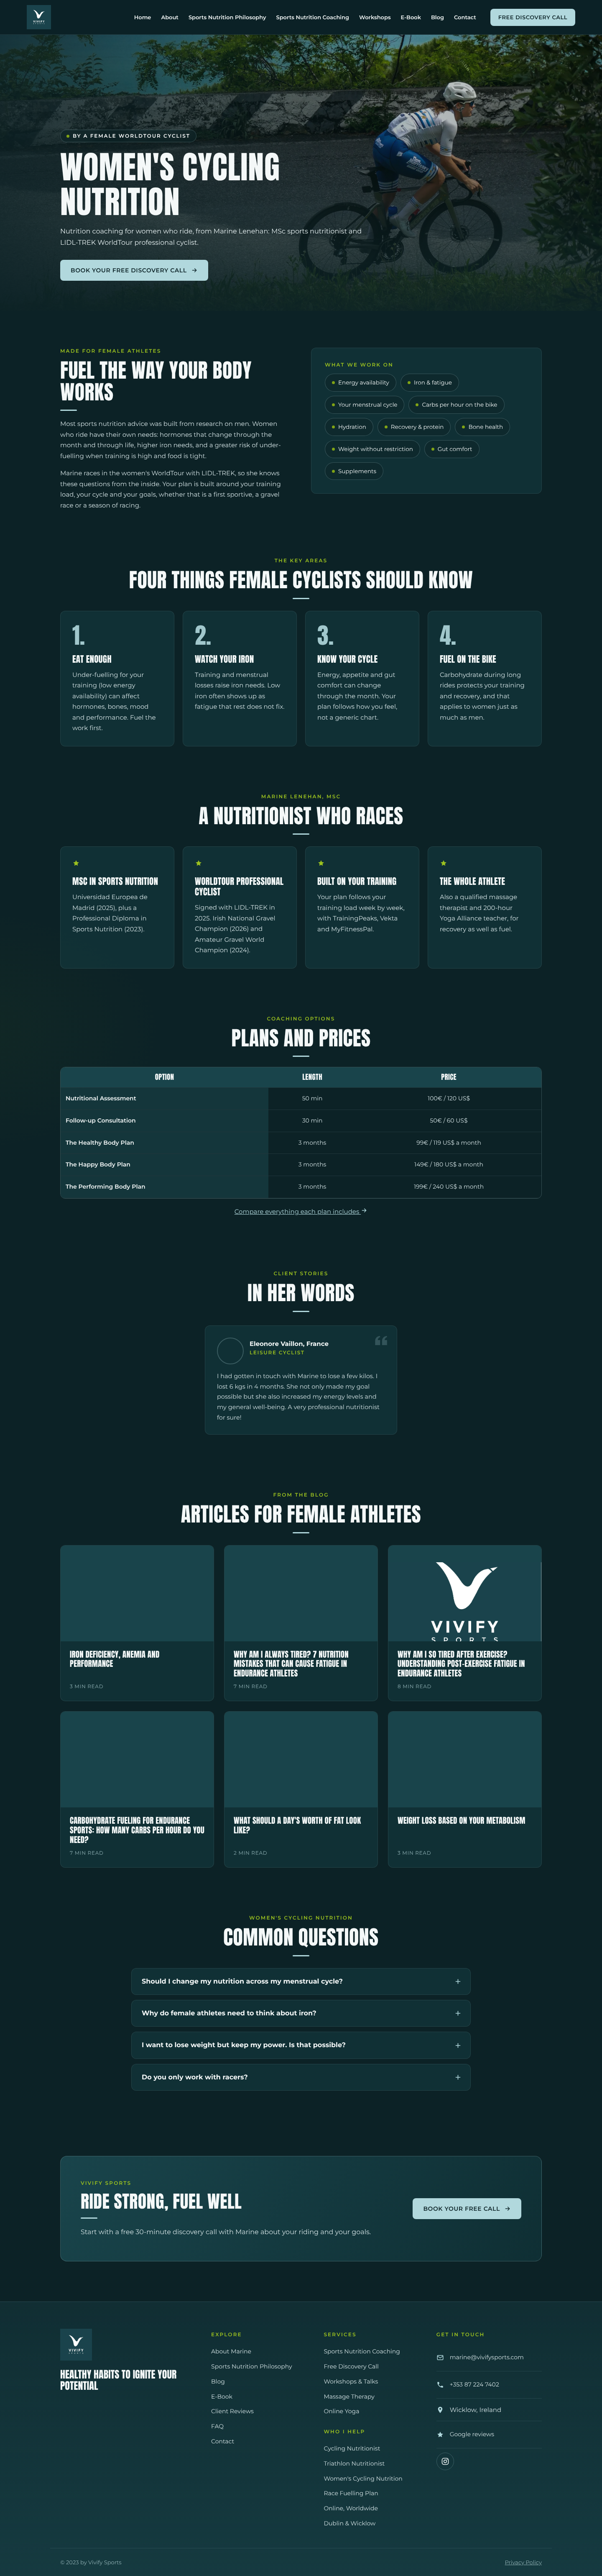 VIVIFY
Home About Sports Nutrition Philosophy Sports Nutrition Coaching Workshops E-Book Blog Contact FREE DISCOVERY CALL
BY A FEMALE WORLDTOUR CYCLIST
WOMEN'S CYCLING
NUTRITION
Nutrition coaching for women who ride, from Marine Lenehan: MSc sports nutritionist and
LIDL-TREK WorldTour professional cyclist.
BOOK YOUR FREE DISCOVERY CALL →
MADE FOR FEMALE ATHLETES
FUEL THE WAY YOUR BODY
WORKS
Most sports nutrition advice was built from research on men. Women
who ride have their own needs: hormones that change through the
month and through life, higher iron needs, and a greater risk of under-
fuelling when training is high and food is tight.
Marine races in the women's WorldTour with LIDL-TREK, so she knows
these questions from the inside. Your plan is built around your training
load, your cycle and your goals, whether that is a first sportive, a gravel
race or a season of racing.
WHAT WE WORK ON
Energy availability
Iron & fatigue
Your menstrual cycle
Carbs per hour on the bike
Hydration
Recovery & protein
Bone health
Weight without restriction
Gut comfort
Supplements
THE KEY AREAS
FOUR THINGS FEMALE CYCLISTS SHOULD KNOW
1.
EAT ENOUGH
Under-fuelling for your
training (low energy
availability) can affect
hormones, bones, mood
and performance. Fuel the
work first.
2.
WATCH YOUR IRON
Training and menstrual
losses raise iron needs. Low
iron often shows up as
fatigue that rest does not fix.
3.
KNOW YOUR CYCLE
Energy, appetite and gut
comfort can change
through the month. Your
plan follows how you feel,
not a generic chart.
4.
FUEL ON THE BIKE
Carbohydrate during long
rides protects your training
and recovery, and that
applies to women just as
much as men.
MARINE LENEHAN, MSC
A NUTRITIONIST WHO RACES
MSC IN SPORTS NUTRITION
Universidad Europea de
Madrid (2025), plus a
Professional Diploma in
Sports Nutrition (2023).
WORLDTOUR PROFESSIONAL
CYCLIST
Signed with LIDL-TREK in
2025. Irish National Gravel
Champion (2026) and
Amateur Gravel World
Champion (2024).
BUILT ON YOUR TRAINING
Your plan follows your
training load week by week,
with TrainingPeaks, Vekta
and MyFitnessPal.
THE WHOLE ATHLETE
Also a qualified massage
therapist and 200-hour
Yoga Alliance teacher, for
recovery as well as fuel.
COACHING OPTIONS
PLANS AND PRICES
OPTION LENGTH PRICE
Nutritional Assessment 50 min 100€ / 120 US$
Follow-up Consultation 30 min 50€ / 60 US$
The Healthy Body Plan 3 months 99€ / 119 US$ a month
The Happy Body Plan 3 months 149€ / 180 US$ a month
The Performing Body Plan 3 months 199€ / 240 US$ a month
Compare everything each plan includes →
CLIENT STORIES
IN HER WORDS
Eleonore Vaillon, France
LEISURE CYCLIST
I had gotten in touch with Marine to lose a few kilos. I
lost 6 kgs in 4 months. She not only made my goal
possible but she also increased my energy levels and
my general well-being. A very professional nutritionist
for sure!
FROM THE BLOG
ARTICLES FOR FEMALE ATHLETES
IRON DEFICIENCY, ANEMIA AND
PERFORMANCE
3 MIN READ
WHY AM I ALWAYS TIRED? 7 NUTRITION
MISTAKES THAT CAN CAUSE FATIGUE IN
ENDURANCE ATHLETES
7 MIN READ
VIVIFY
SPORTS
WHY AM I SO TIRED AFTER EXERCISE?
UNDERSTANDING POST-EXERCISE FATIGUE IN
ENDURANCE ATHLETES
8 MIN READ
CARBOHYDRATE FUELING FOR ENDURANCE
SPORTS: HOW MANY CARBS PER HOUR DO YOU
NEED?
7 MIN READ
WHAT SHOULD A DAY'S WORTH OF FAT LOOK
LIKE?
2 MIN READ
WEIGHT LOSS BASED ON YOUR METABOLISM
3 MIN READ
WOMEN'S CYCLING NUTRITION
COMMON QUESTIONS
Should I change my nutrition across my menstrual cycle? +
Why do female athletes need to think about iron? +
I want to lose weight but keep my power. Is that possible? +
Do you only work with racers? +
VIVIFY SPORTS
RIDE STRONG, FUEL WELL
Start with a free 30-minute discovery call with Marine about your riding and your goals.
BOOK YOUR FREE CALL →
VIVIFY
SPORTS
HEALTHY HABITS TO IGNITE YOUR
POTENTIAL
EXPLORE
About Marine
Sports Nutrition Philosophy
Blog
E-Book
Client Reviews
FAQ
Contact
SERVICES
Sports Nutrition Coaching
Free Discovery Call
Workshops & Talks
Massage Therapy
Online Yoga
WHO I HELP
Cycling Nutritionist
Triathlon Nutritionist
Women's Cycling Nutrition
Race Fuelling Plan
Online, Worldwide
Dublin & Wicklow
GET IN TOUCH
marine@vivifysports.com
+353 87 224 7402
Wicklow, Ireland
Google reviews
© 2023 by Vivify Sports
Privacy Policy